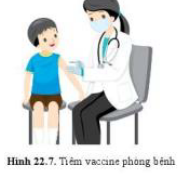 Hình 22.7. Tiêm vaccine phòng bệnh